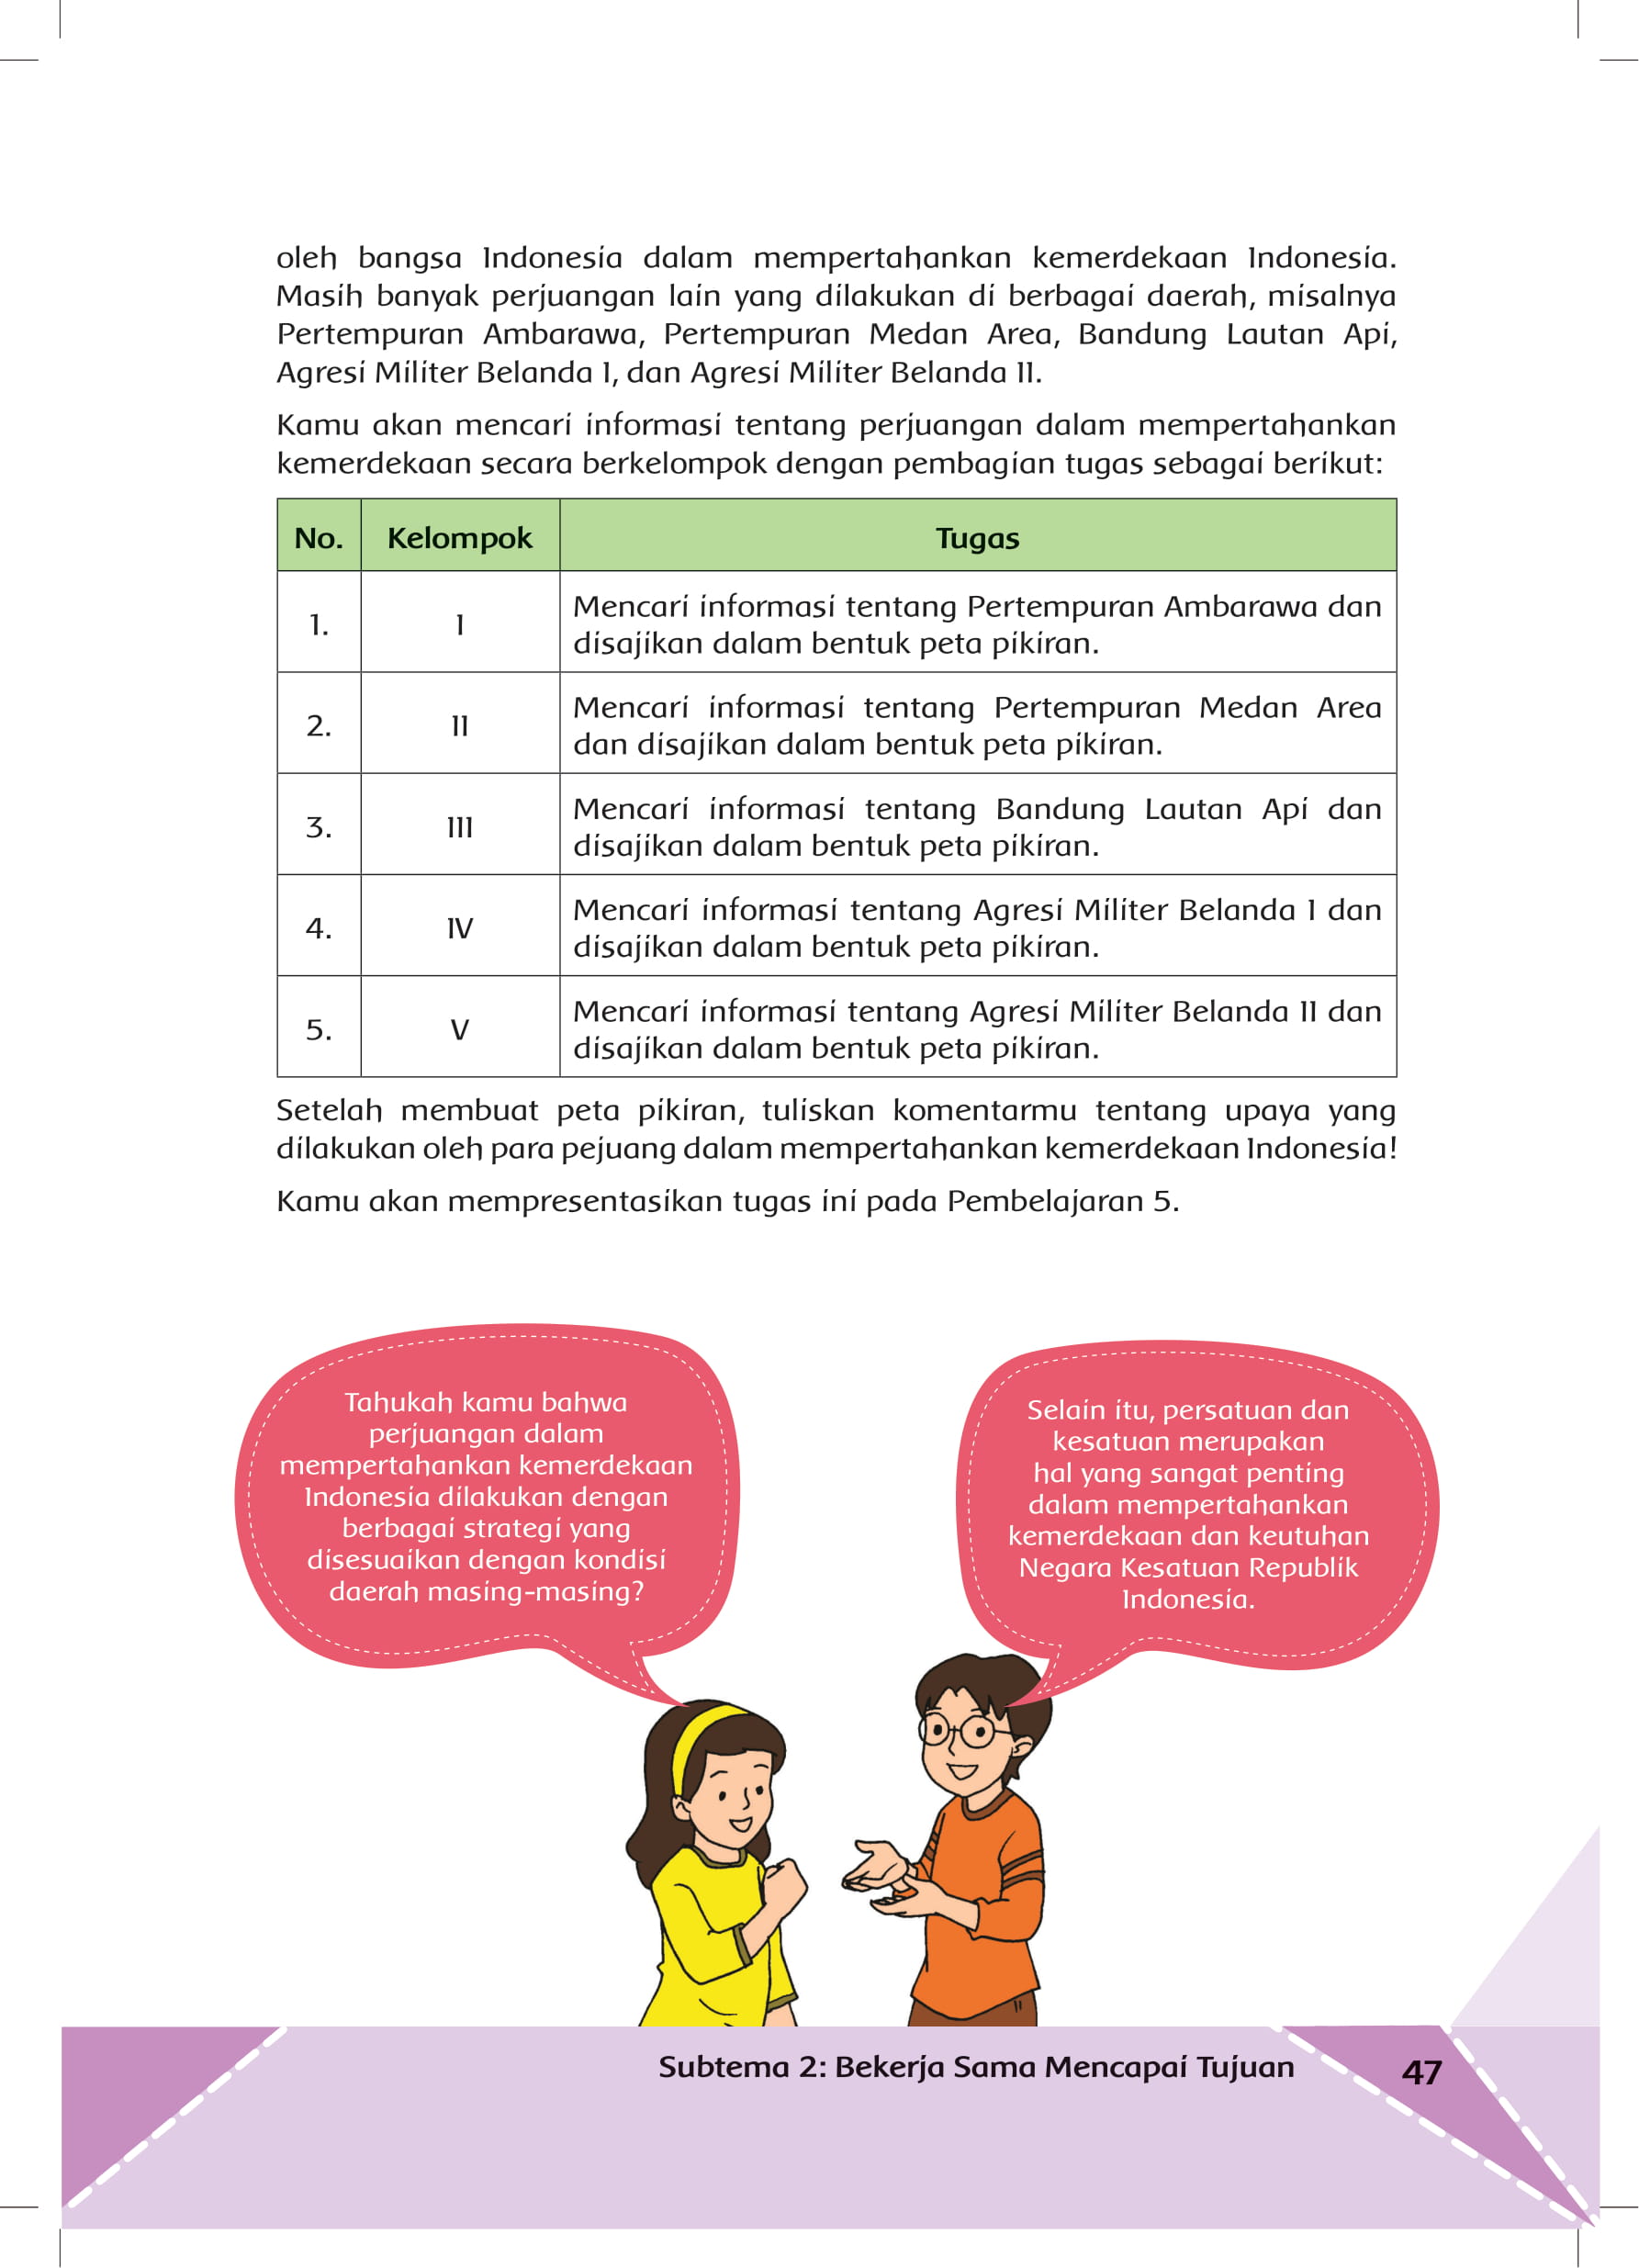 oleh bangsa Indonesia dalam mempertahankan kemerdekaan Indonesia.
Masih banyak perjuangan lain yang dilakukan di berbagai daerah, misalnya
Pertempuran Ambarawa, Pertempuran Medan Area, Bandung Lautan Api,
Agresi Militer Belanda I, dan Agresi Militer Belanda II.
Kamu akan mencari informasi tentang perjuangan dalam mempertahankan
kemerdekaan secara berkelompok dengan pembagian tugas sebagai berikut:
No. Kelompok Tugas
1. I Mencari informasi tentang Pertempuran Ambarawa dan
disajikan dalam bentuk peta pikiran.
2. II Mencari informasi tentang Pertempuran Medan Area
dan disajikan dalam bentuk peta pikiran.
3. III Mencari informasi tentang Bandung Lautan Api dan
disajikan dalam bentuk peta pikiran.
4. IV Mencari informasi tentang Agresi Militer Belanda I dan
disajikan dalam bentuk peta pikiran.
5. V Mencari informasi tentang Agresi Militer Belanda II dan
disajikan dalam bentuk peta pikiran.
Setelah membuat peta pikiran, tuliskan komentarmu tentang upaya yang
dilakukan oleh para pejuang dalam mempertahankan kemerdekaan Indonesia!
Kamu akan mempresentasikan tugas ini pada Pembelajaran 5.
Tahukah kamu bahwa
perjuangan dalam
mempertahankan kemerdekaan
Indonesia dilakukan dengan
berbagai strategi yang
disesuaikan dengan kondisi
daerah masing-masing?
Selain itu, persatuan dan
kesatuan merupakan
hal yang sangat penting
dalam mempertahankan
kemerdekaan dan keutuhan
Negara Kesatuan Republik
Indonesia.
Subtema 2: Bekerja Sama Mencapai Tujuan
47